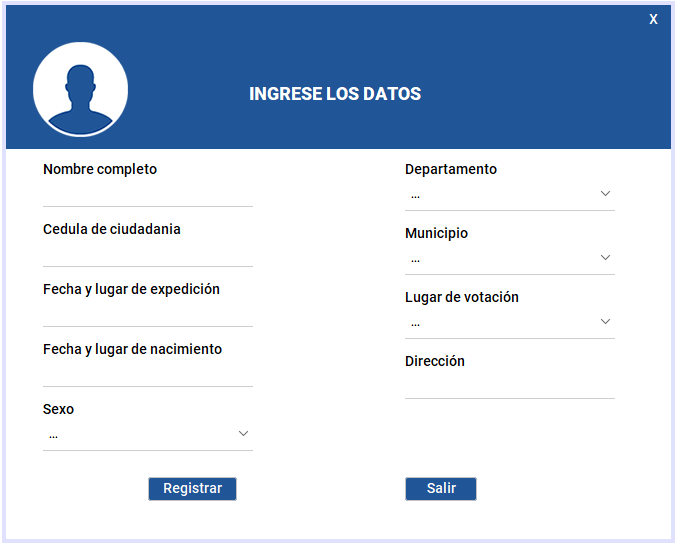 X
INGRESE LOS DATOS
Nombre completo
Cedula de ciudadania
Fecha y lugar de expedición
Fecha y lugar de nacimiento
Sexo
...
Departamento
...
Municipio
...
Lugar de votación
...
Dirección
Registrar
Salir